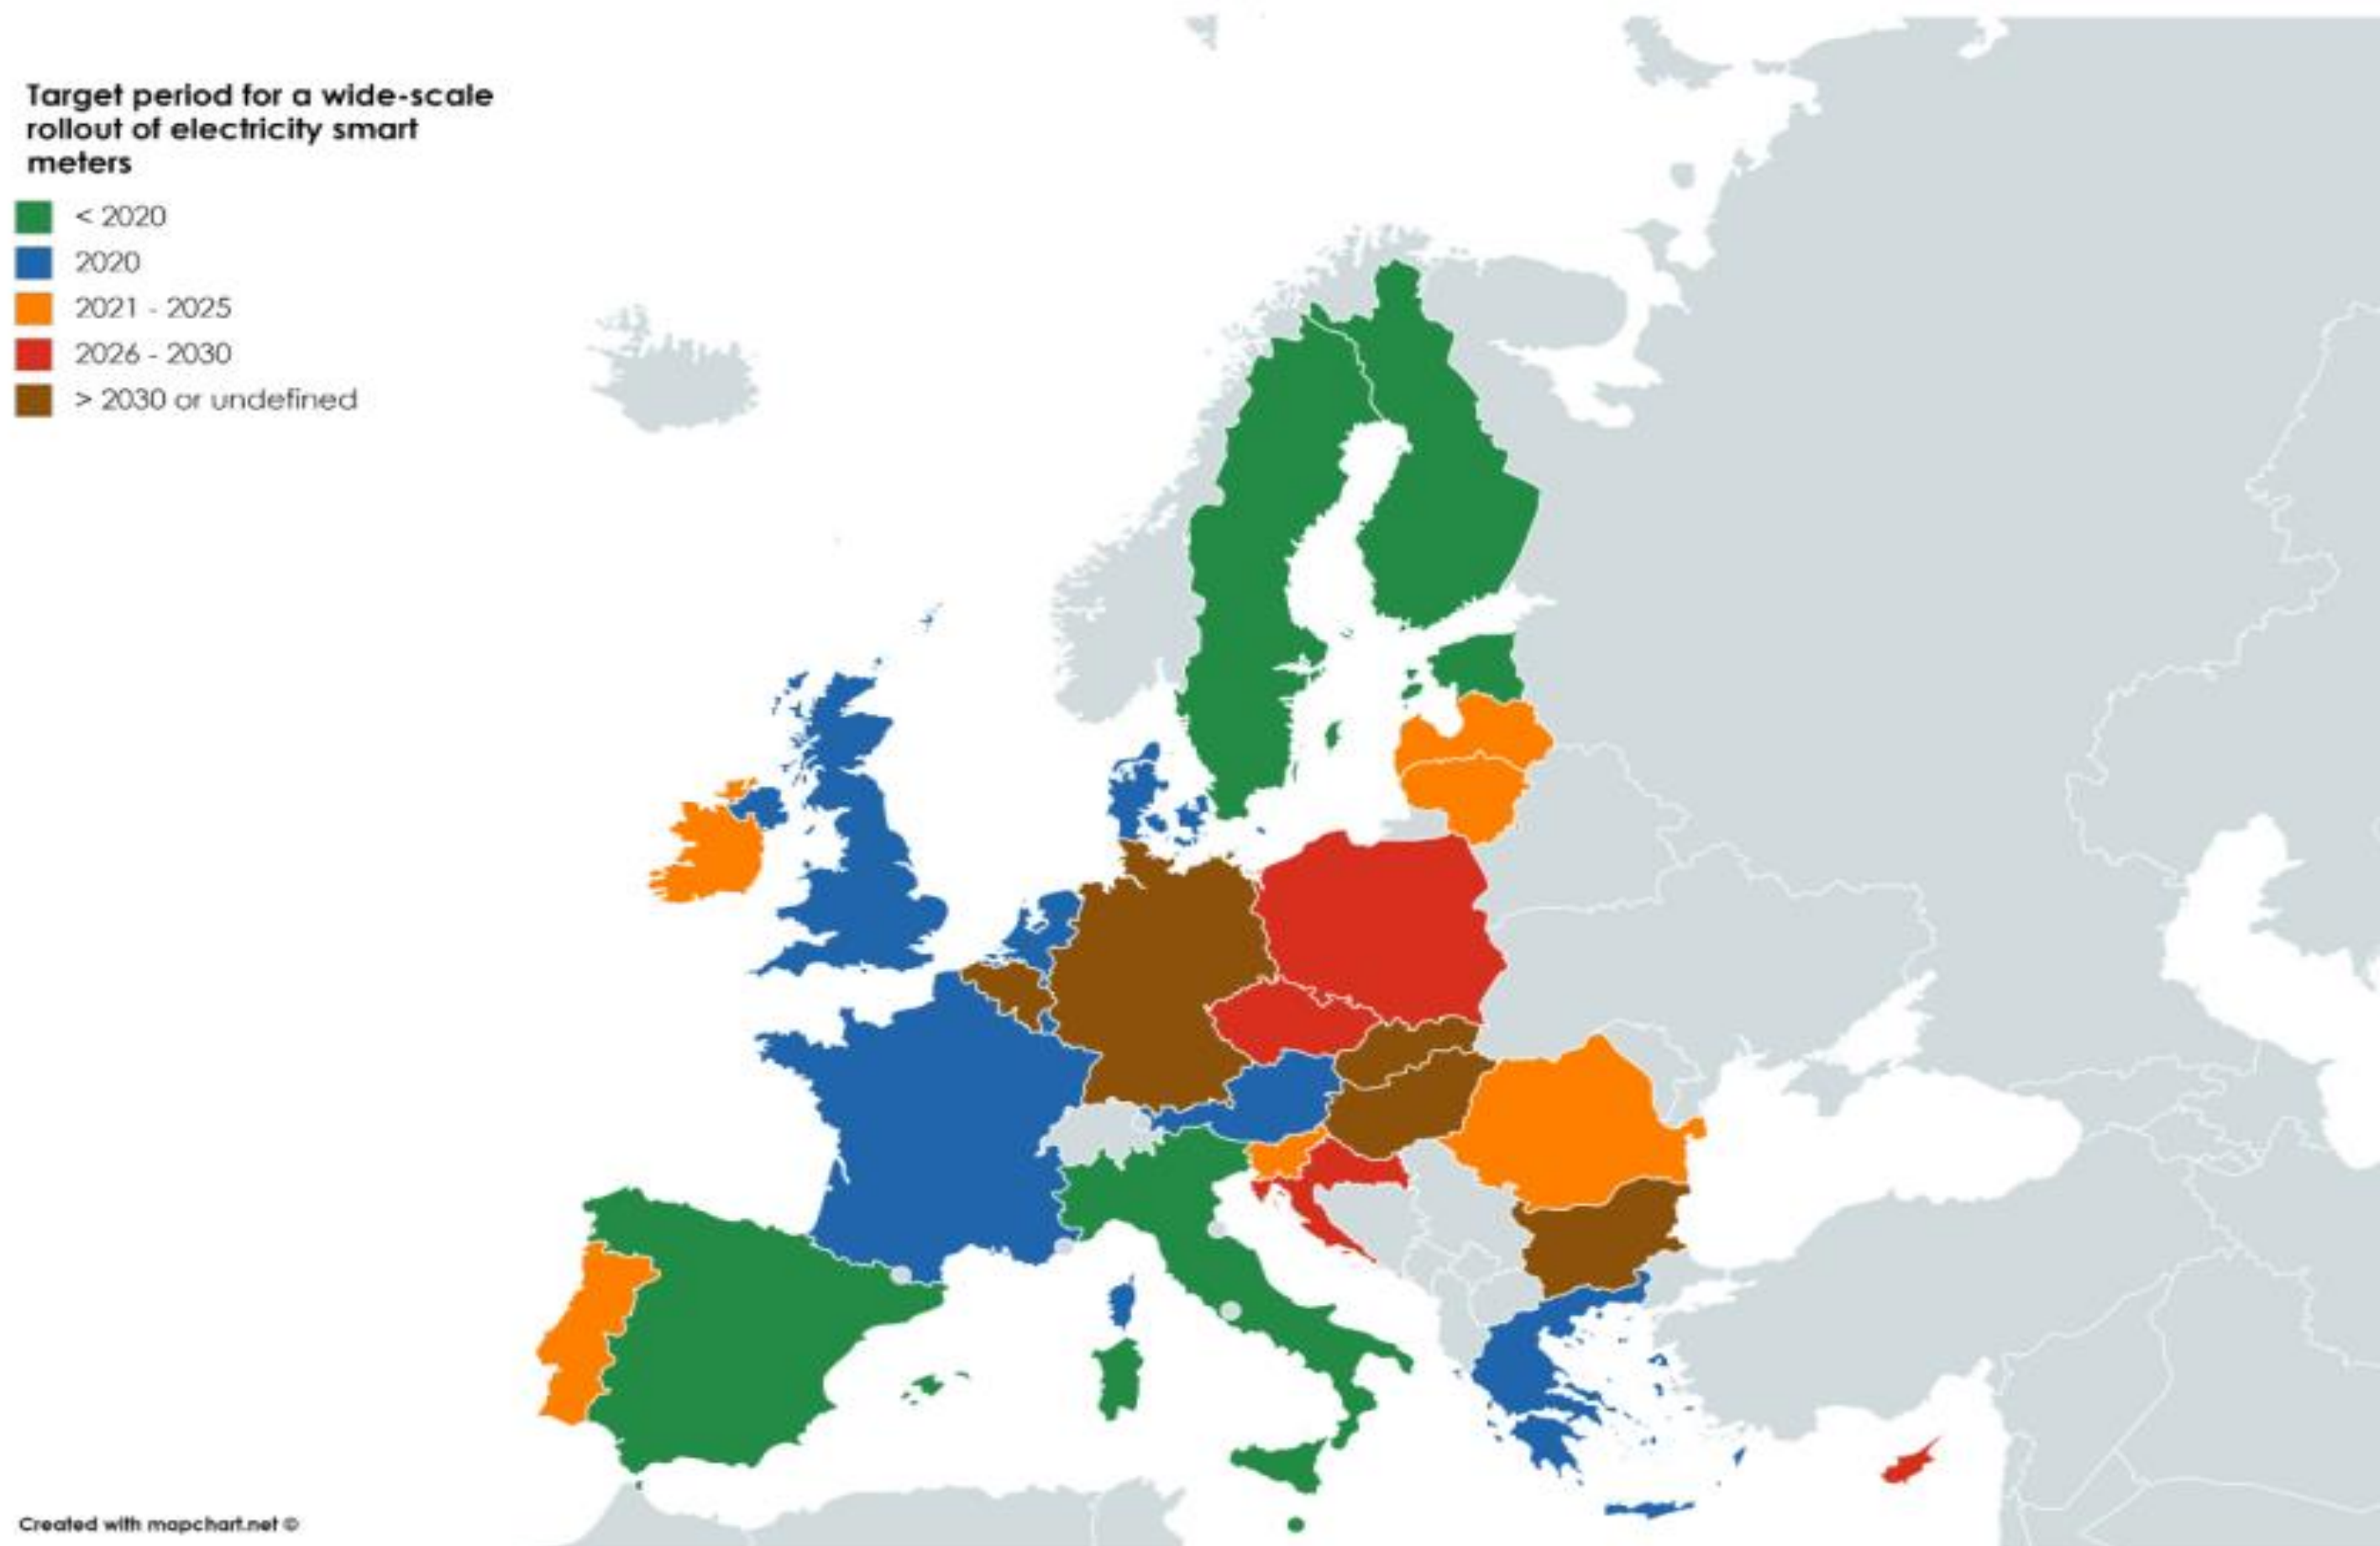 Target period for a wide-scale
rollout of electricity smart
meters
< 2020
2020
2021 - 2025
2026 - 2030
> 2030 or undefined
Created with mapchart.net ©